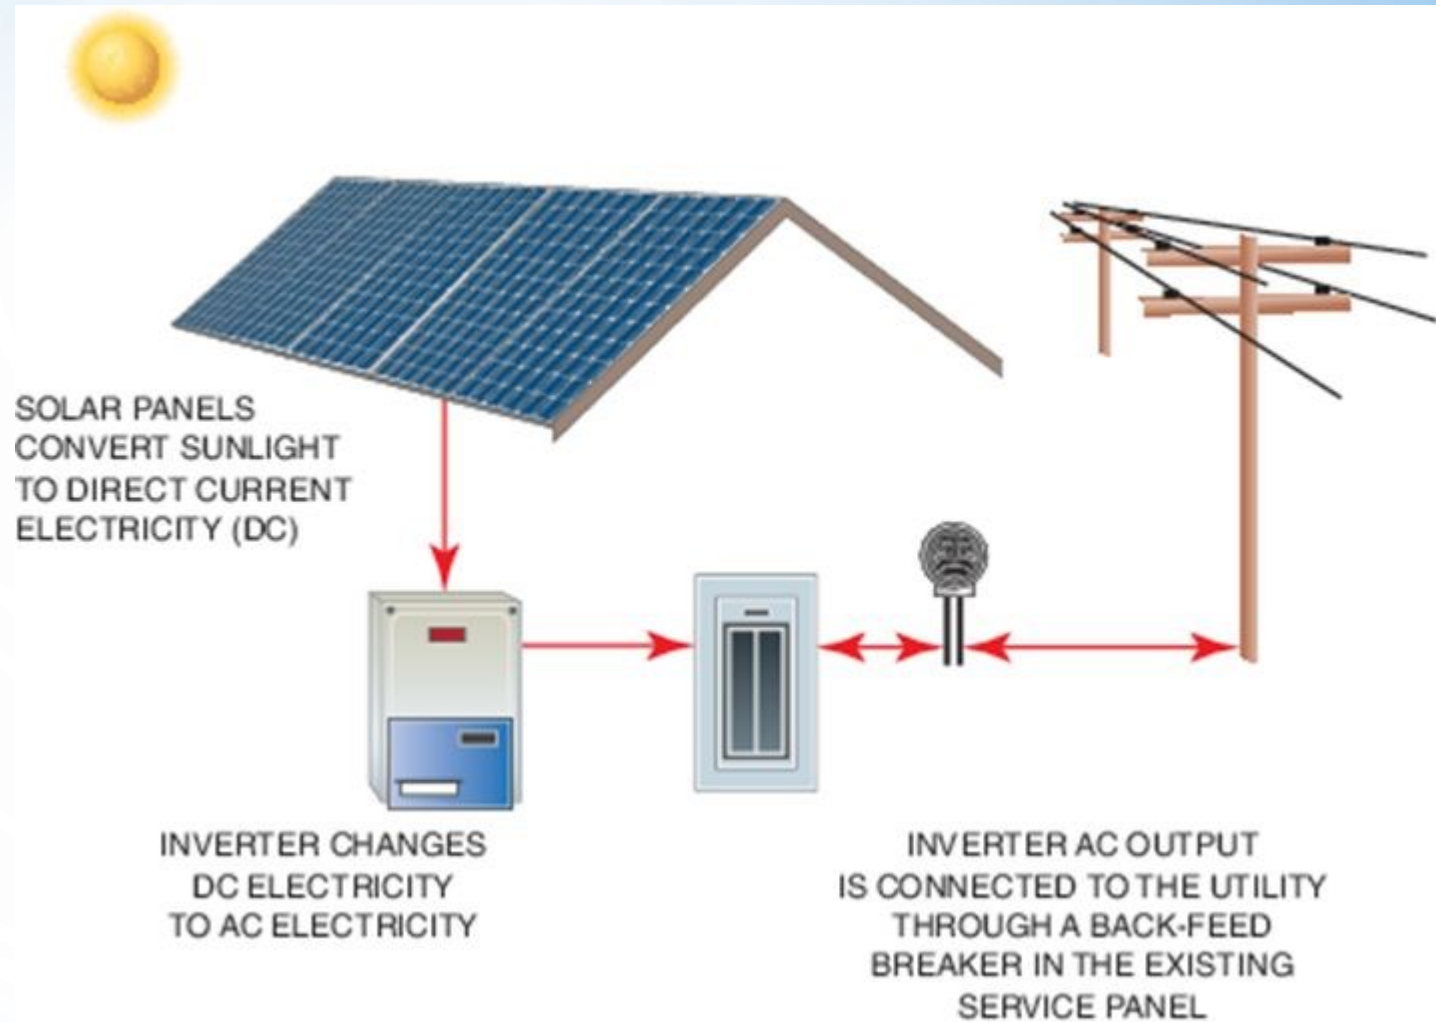 SOLAR PANELS
CONVERT SUNLIGHT
TO DIRECT CURRENT
ELECTRICITY (DC)
INVERTER CHANGES
DC ELECTRICITY
TO AC ELECTRICITY
INVERTER AC OUTPUT
IS CONNECTED TO THE UTILITY
THROUGH A BACK-FEED
BREAKER IN THE EXISTING
SERVICE PANEL